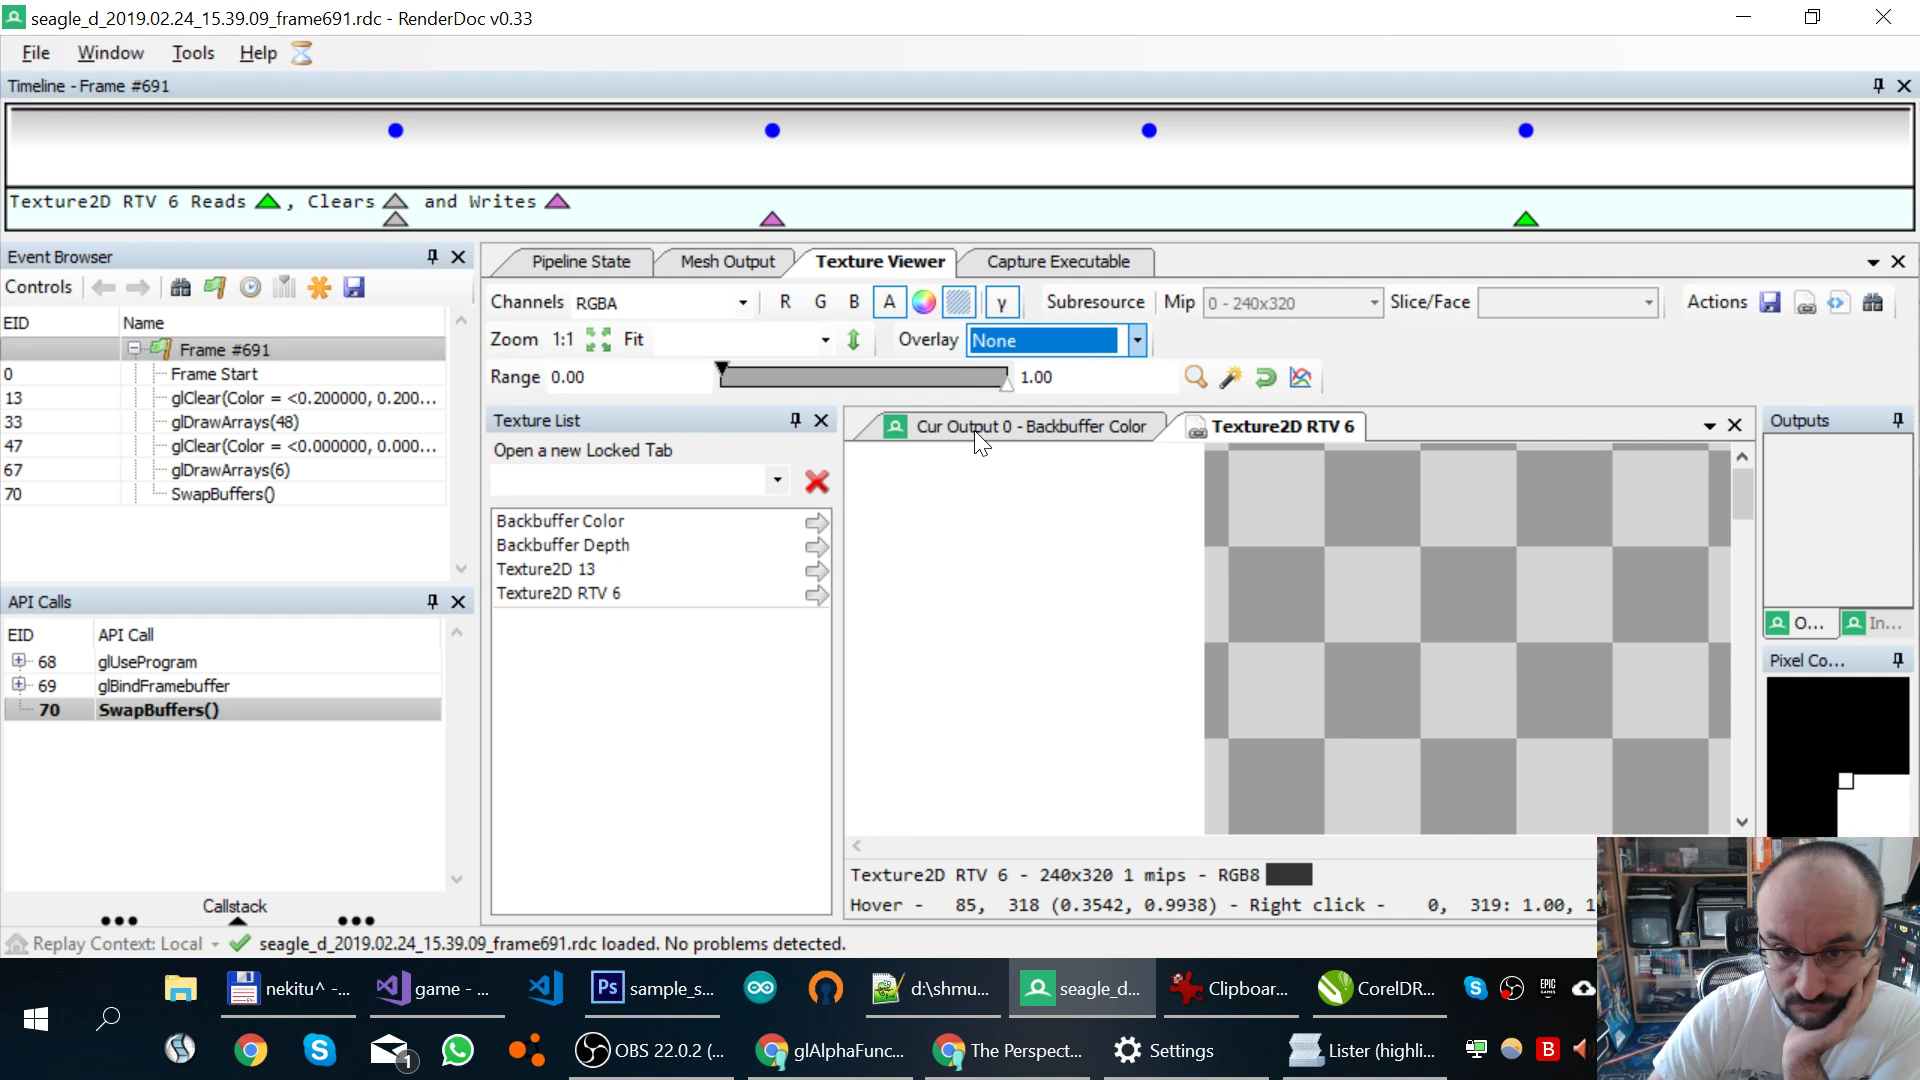 seagle_d_2019.02.24_15.39.09_frame691.rdc - RenderDoc v0.33
File Window Tools Help
Timeline - Frame #691
Texture2D RTV 6 Reads , Clears and Writes
Event Browser
Controls
EID Name
Frame #691
0 Frame Start
13 glClear(Color = <0.200000, 0.200...
33 glDrawArrays(48)
47 glClear(Color = <0.000000, 0.000...
67 glDrawArrays(6)
70 SwapBuffers()
API Calls
EID API Call
68 glUseProgram
69 glBindFramebuffer
70 SwapBuffers()
Callstack
Pipeline State Mesh Output Texture Viewer Capture Executable
Channels RGBA R G B A γ Subresource Mip 0 - 240x320 Slice/Face Actions
Zoom 1:1 Fit Overlay None
Range 0.00 1.00
Texture List
Open a new Locked Tab
Backbuffer Color
Backbuffer Depth
Texture2D 13
Texture2D RTV 6
Cur Output 0 - Backbuffer Color Texture2D RTV 6
Texture2D RTV 6 - 240x320 1 mips - RGB8
Hover - 85, 318 (0.3542, 0.9938) - Right click - 0, 319: 1.00, 1
Outputs
O... In...
Pixel Co...
Replay Context: Local seagle_d_2019.02.24_15.39.09_frame691.rdc loaded. No problems detected.
nekitu^ -... game - ... Ps sample_s... d:\shmu... seagle_d... Clipboar... CorelDR... EPIC GAMES
1 OBS 22.0.2 (... glAlphaFunc... The Perspect... Settings Lister (highli... B